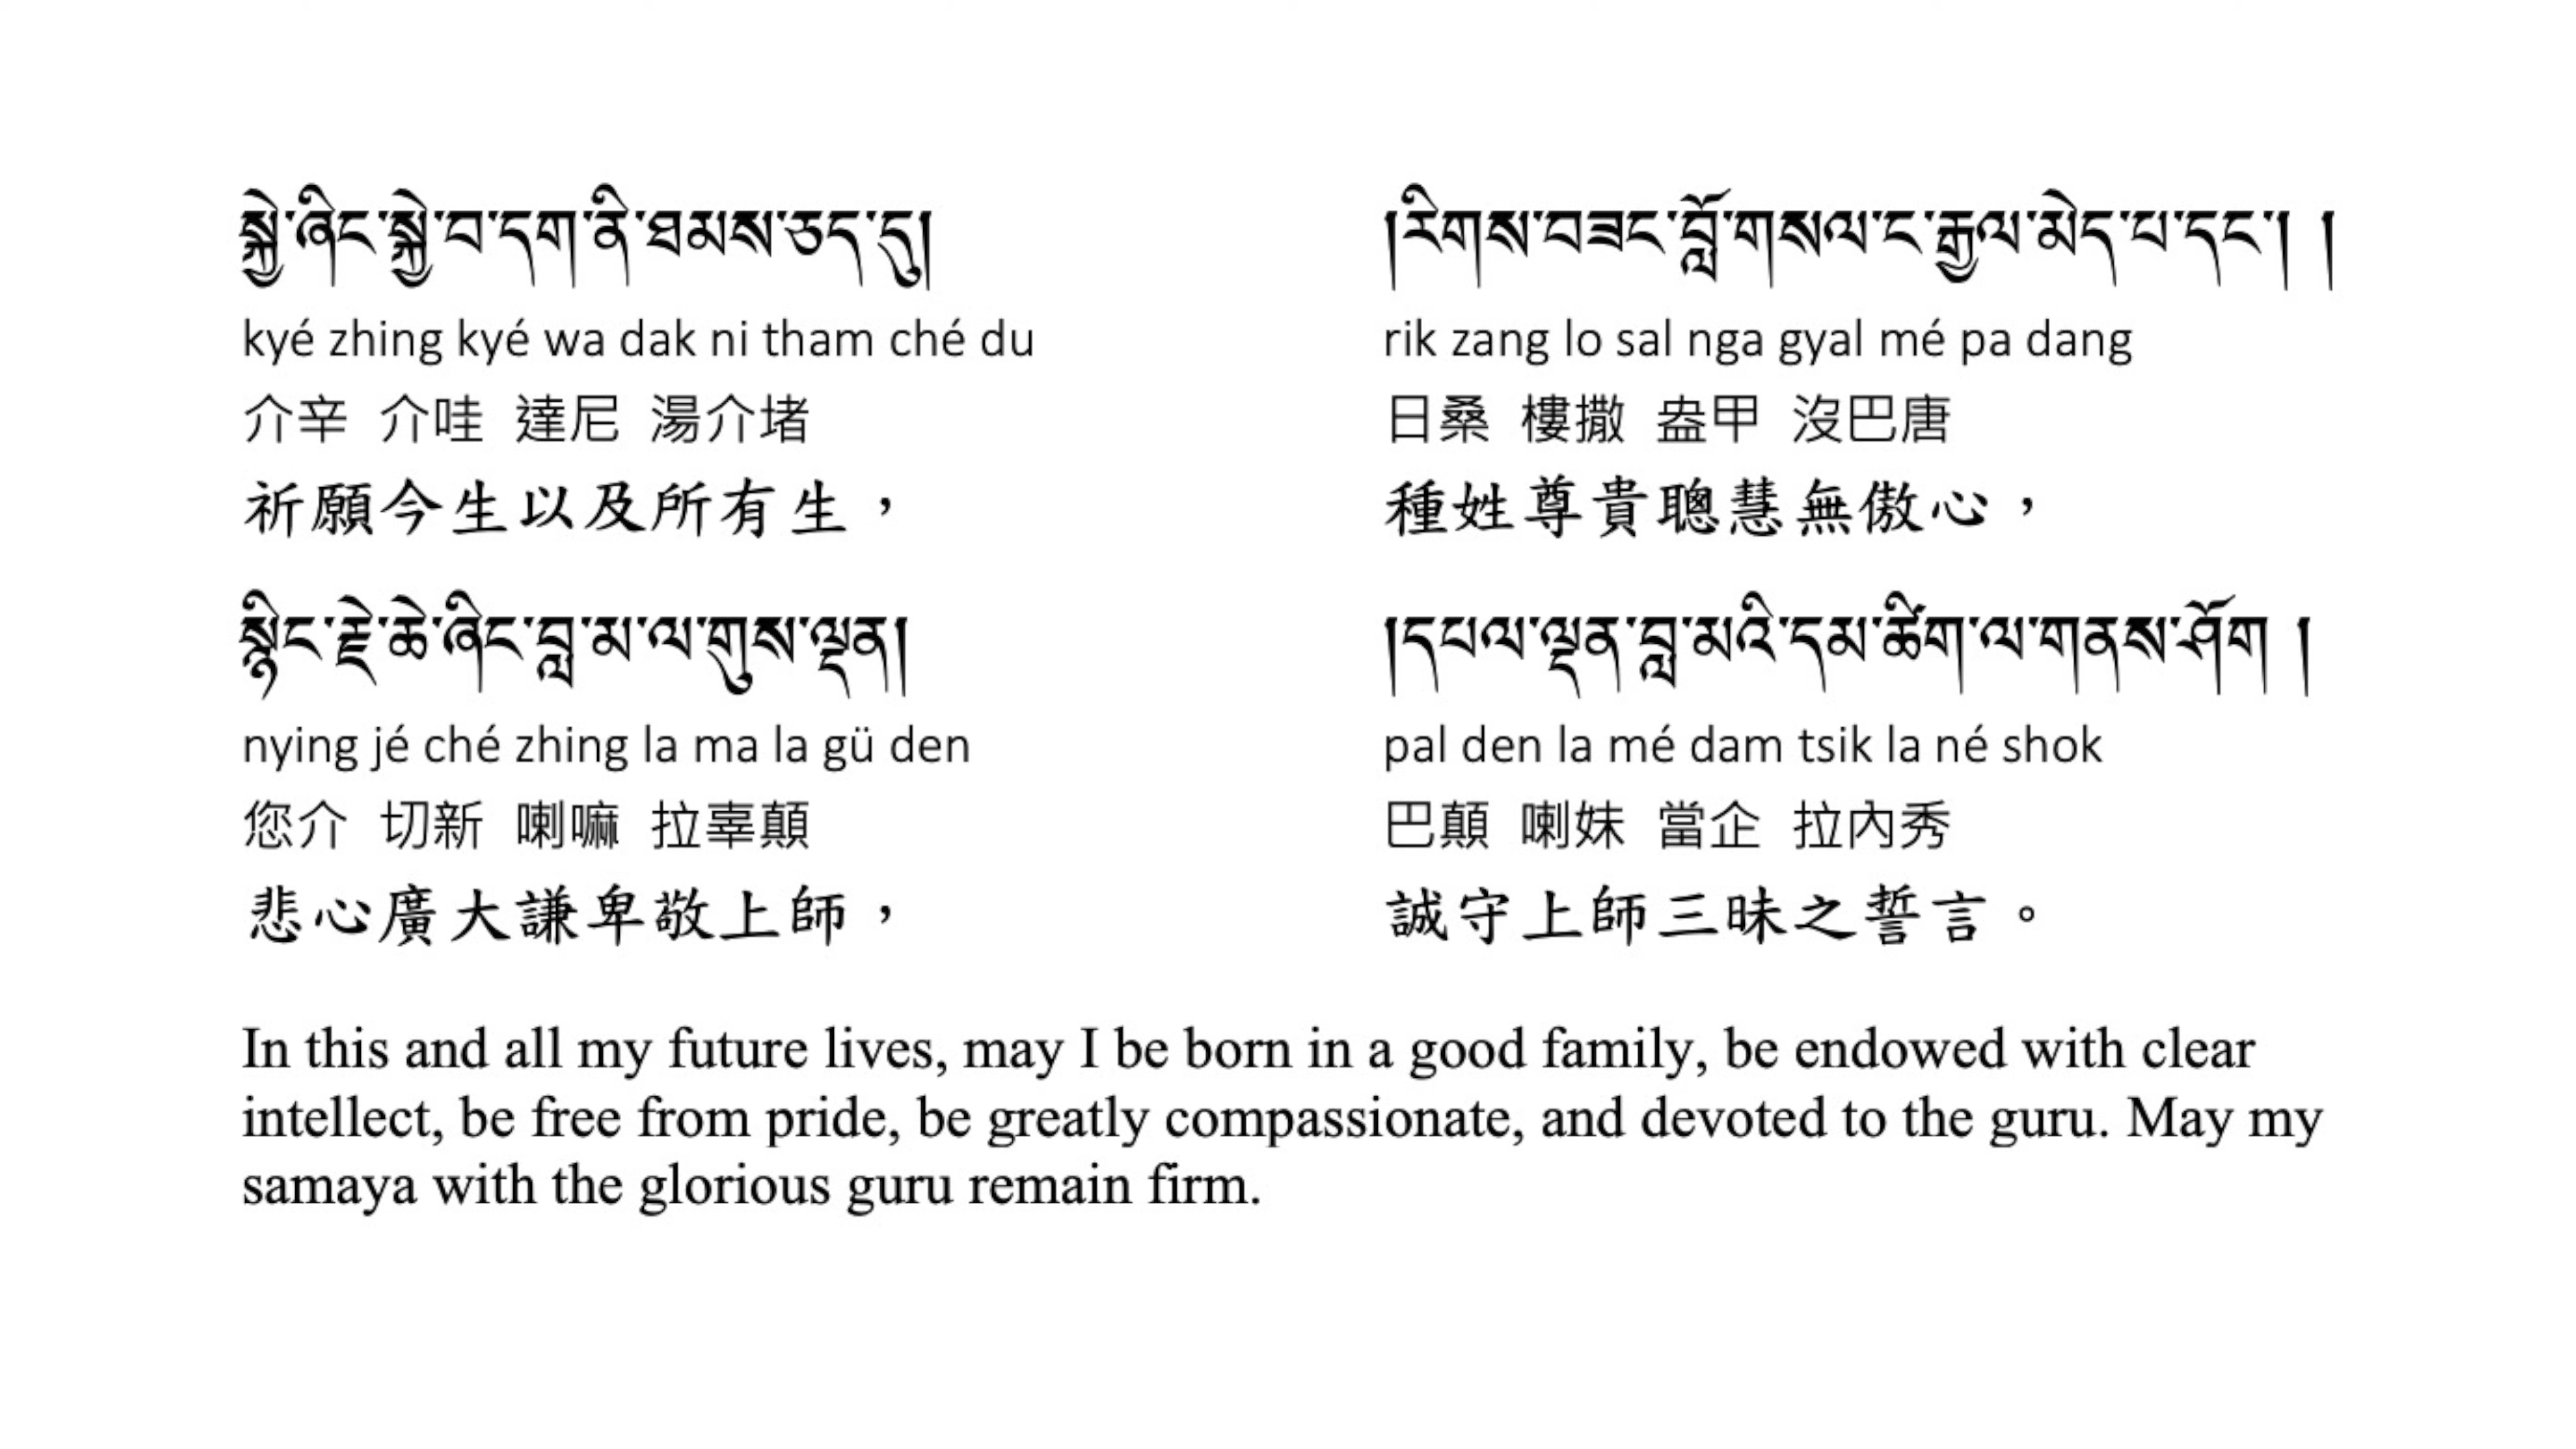 སྐྱེ་ཞིང་སྐྱེ་བ་དག་ནི་ཐམས་ཅད་དུ།
kyé zhing kyé wa dak ni tham ché du
介辛 介哇 達尼 湯介堵
祈願今生以及所有生，
།རིགས་བཟང་བློ་གསལ་ང་རྒྱལ་མེད་པ་དང་། །
rik zang lo sal nga gyal mé pa dang
日桑 樓撒 盎甲 沒巴唐
種姓尊貴聰慧無傲心，
སྙིང་རྗེ་ཆེ་ཞིང་བླ་མ་ལ་གུས་ལྡན།
nying jé ché zhing la ma la gü den
您介 切新 喇嘛 拉辜顛
悲心廣大謙卑敬上師，
།དཔལ་ལྡན་བླ་མའི་དམ་ཚིག་ལ་གནས་ཤོག །
pal den la mé dam tsik la né shok
巴顛 喇妹 當企 拉內秀
誠守上師三昧之誓言。
In this and all my future lives, may I be born in a good family, be endowed with clear
intellect, be free from pride, be greatly compassionate, and devoted to the guru. May my
samaya with the glorious guru remain firm.